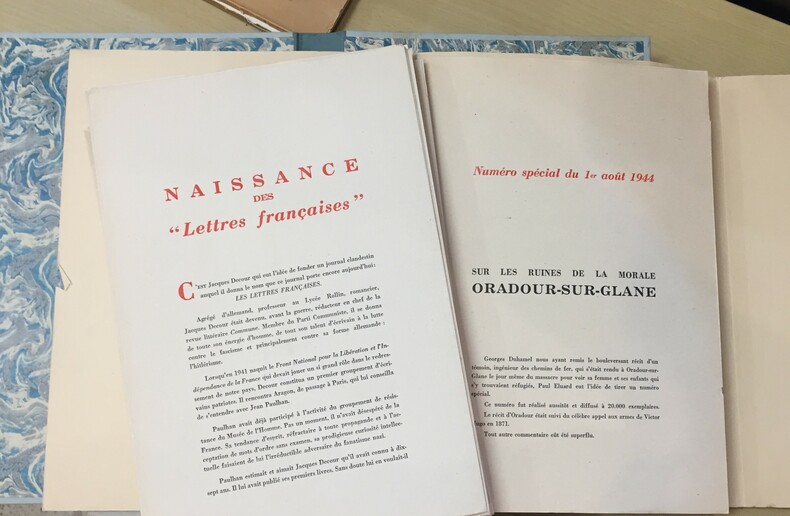 NAISSANCE
DES
“Lettres françaises”
C'EST Jacques Decour qui eut l'idée de fonder un journal clandestin
auquel il donna le nom que ce journal porte encore aujourd'hui :
LES LETTRES FRANÇAISES.
Agrégé d'allemand, professeur au Lycée Rollin, romancier,
Jacques Decour était devenu, avant la guerre, rédacteur en chef de la
revue littéraire Commune. Membre du Parti Communiste, il se donna
de toute son énergie d'homme, de tout son talent d'écrivain à la lutte
contre le fascisme et principalement contre sa forme allemande :
l'hitlérisme.
Lorsqu'en 1941 naquit le Front National pour la Libération et l'In-
dépendance de la France qui devait jouer un si grand rôle dans le redres-
sement de notre pays, Decour constitua un premier groupement d'écri-
vains patriotes. Il rencontra Aragon, de passage à Paris, qui lui conseilla
de s'entendre avec Jean Paulhan.
Paulhan avait déjà participé à l'activité du groupement de résis-
tance du Musée de l'Homme. Pas un moment, il n'avait désespéré de la
France. Sa tendance d'esprit, réfractaire à toute propagande et à l'ac-
ceptation de mots d'ordre sans examen, sa prodigieuse curiosité intellec-
tuelle faisaient de lui l'irréductible adversaire du fanatisme nazi.
Paulhan estimait et aimait Jacques Decour qu'il avait connu à dix-
sept ans. Il lui avait publié ses premiers livres. Sans doute lui en voulait-il
Numéro spécial du 1er août 1944
SUR LES RUINES DE LA MORALE
ORADOUR-SUR-GLANE
Georges Duhamel nous ayant remis le bouleversant récit d'un
témoin, ingénieur des chemins de fer, qui s'était rendu à Oradour-sur-
Glane le jour même du massacre pour voir sa femme et ses enfants qui
s'y trouvaient réfugiés, Paul Eluard eut l'idée de tirer un numéro
spécial.
Ce numéro fut réalisé aussitôt et diffusé à 20.000 exemplaires.
Le récit d'Oradour était suivi du célèbre appel aux armes de Victor
Hugo en 1871.
Tout autre commentaire eût été superflu.